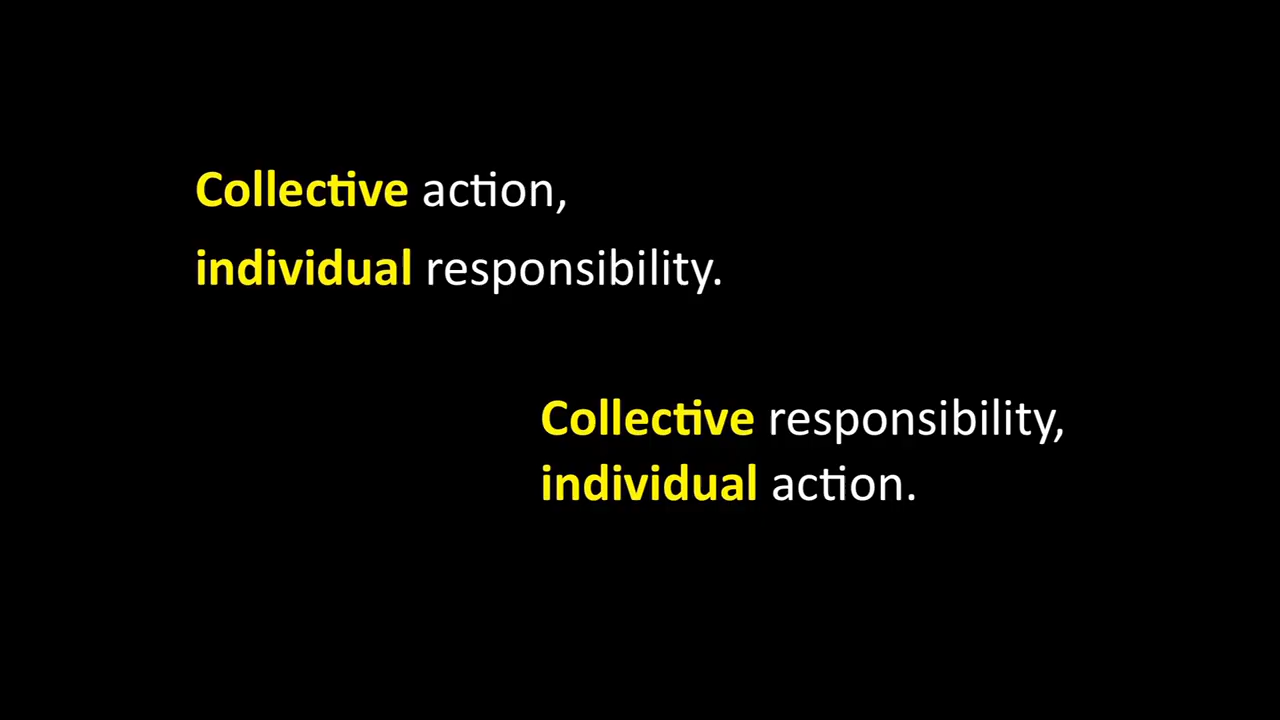 Collective action,
individual responsibility.
Collective responsibility,
individual action.